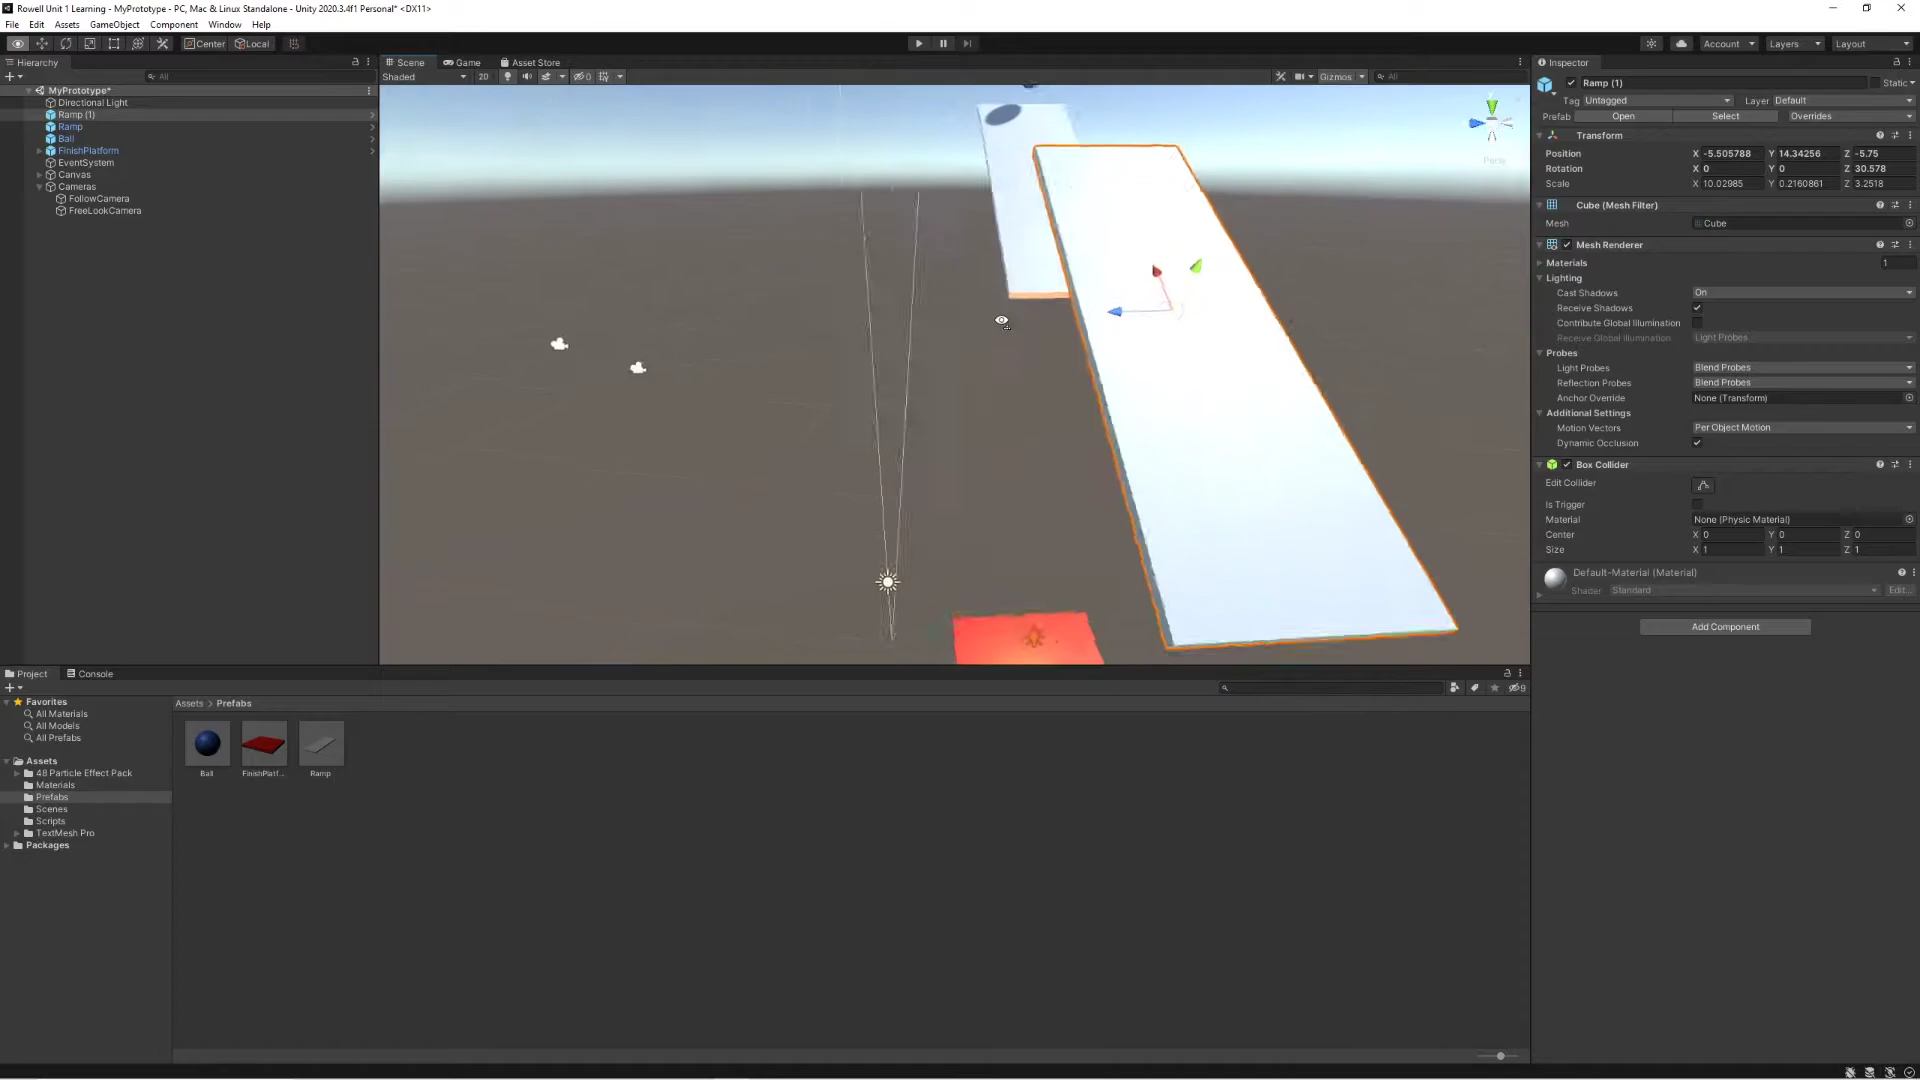 Rowell Unit 1 Learning - MyPrototype - PC, Mac & Linux Standalone - Unity 2020.3.4f1 Personal* <DX11>
File Edit Assets GameObject Component Window Help
Center Local Account Layers Layout
Hierarchy
All
MyPrototype*
Directional Light
Ramp (1)
Ramp
Ball
FinishPlatform
EventSystem
Canvas
Cameras
FollowCamera
FreeLookCamera
Scene Game Asset Store
Shaded 2D 0 Gizmos All
Persp
Inspector
Ramp (1) Static
Tag Untagged Layer Default
Prefab Open Select Overrides
Transform
Position X -5.505788 Y 14.34256 Z -5.75
Rotation X 0 Y 0 Z 30.578
Scale X 10.02985 Y 0.2160861 Z 3.2518
Cube (Mesh Filter)
Mesh Cube
Mesh Renderer
Materials 1
Lighting
Cast Shadows On
Receive Shadows
Contribute Global Illumination
Receive Global Illumination Light Probes
Probes
Light Probes Blend Probes
Reflection Probes Blend Probes
Anchor Override None (Transform)
Additional Settings
Motion Vectors Per Object Motion
Dynamic Occlusion
Box Collider
Edit Collider
Is Trigger
Material None (Physic Material)
Center X 0 Y 0 Z 0
Size X 1 Y 1 Z 1
Default-Material (Material)
Shader Standard Edit...
Add Component
Project Console
9
Favorites
All Materials
All Models
All Prefabs
Assets
48 Particle Effect Pack
Materials
Prefabs
Scenes
Scripts
TextMesh Pro
Packages
Assets > Prefabs
Ball FinishPlatf... Ramp